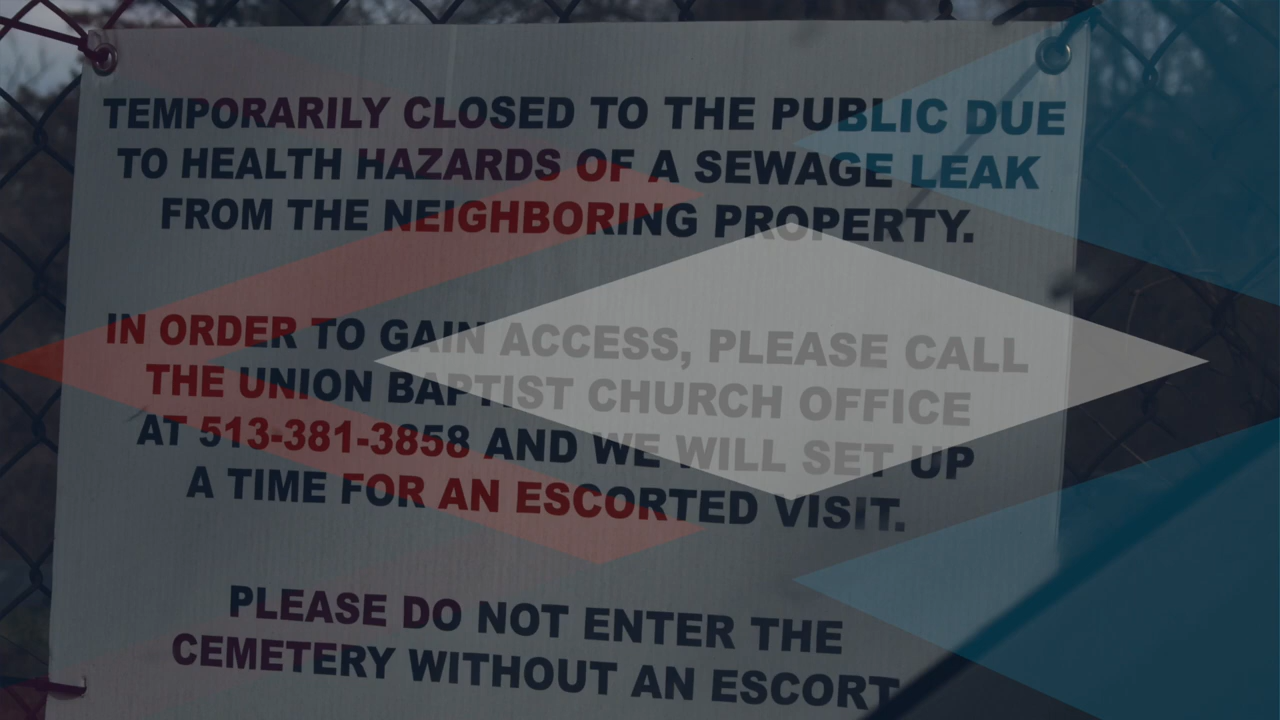 TEMPORARILY CLOSED TO THE PUBLIC DUE
TO HEALTH HAZARDS OF A SEWAGE LEAK
FROM THE NEIGHBORING PROPERTY.
IN ORDER TO GAIN ACCESS, PLEASE CALL
THE UNION BAPTIST CHURCH OFFICE
AT 513-381-3858 AND WE WILL SET UP
A TIME FOR AN ESCORTED VISIT.
PLEASE DO NOT ENTER THE
CEMETERY WITHOUT AN ESCORT